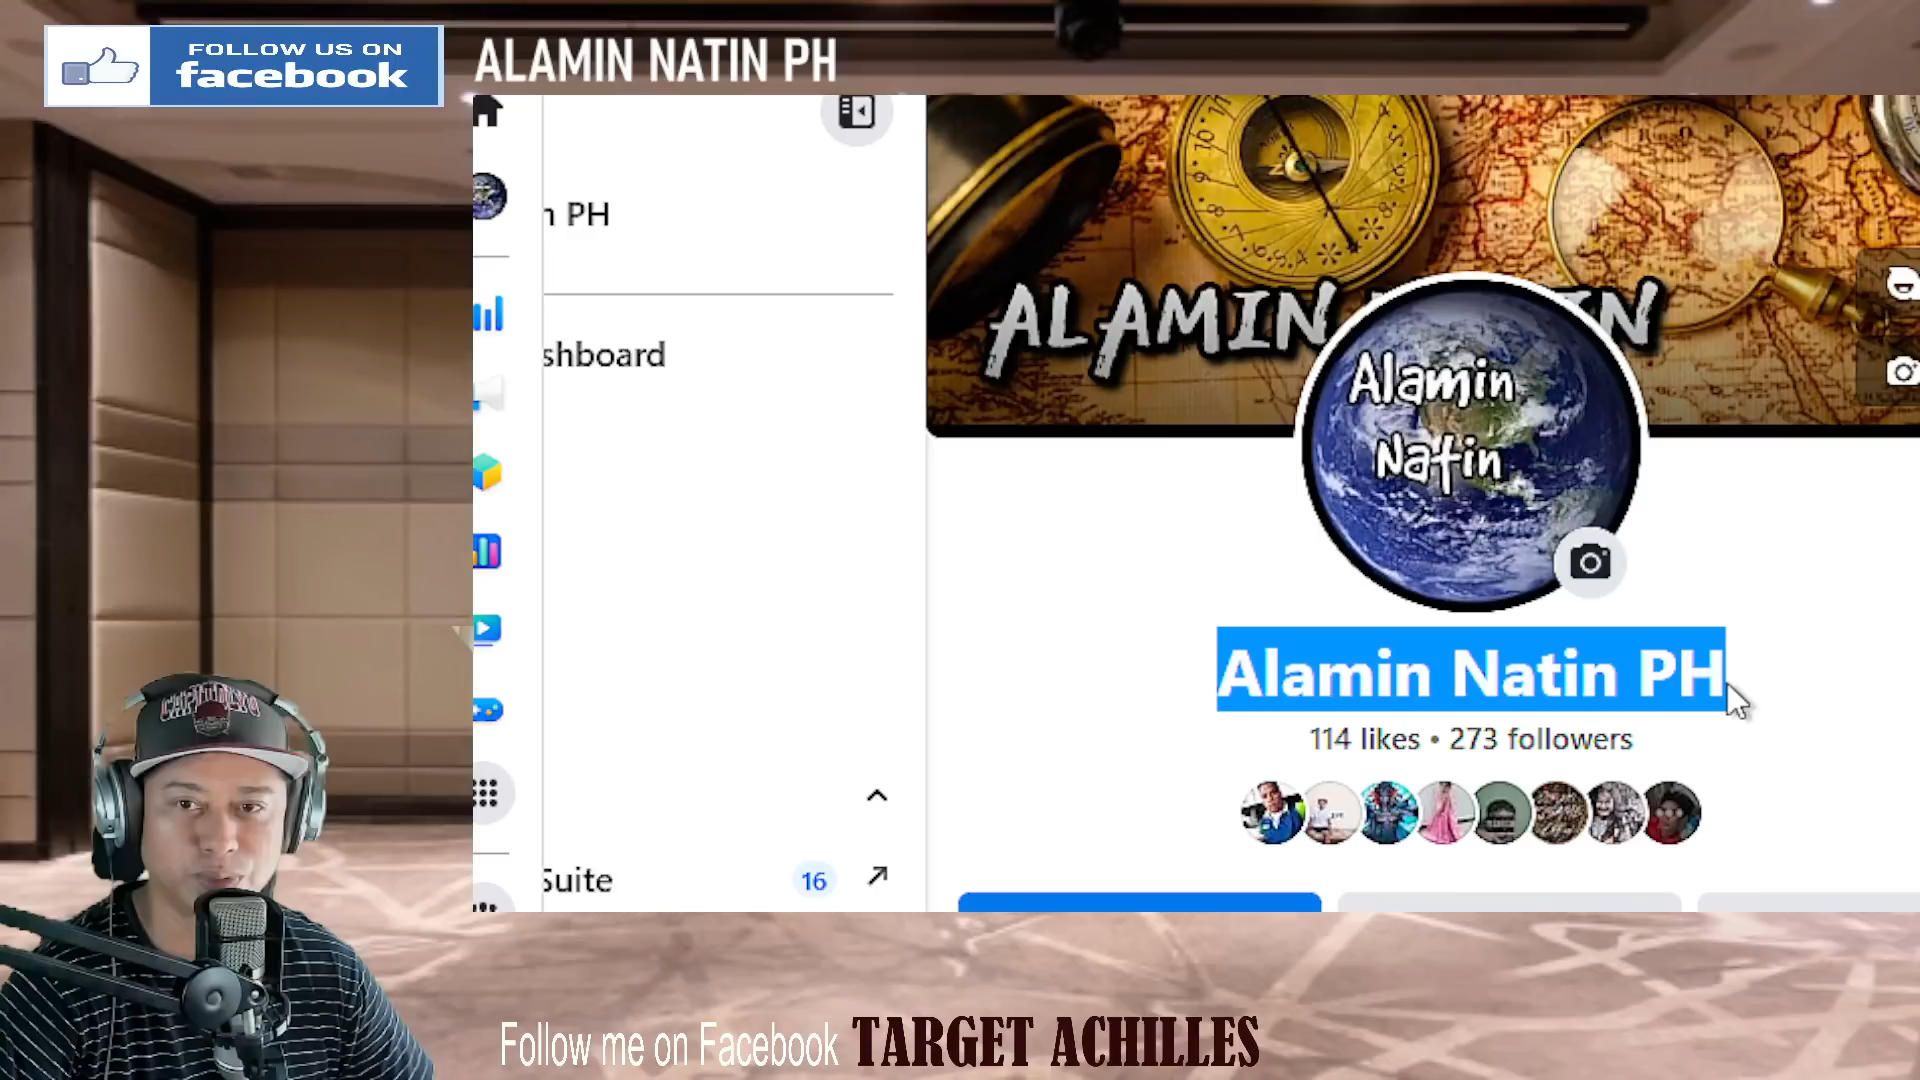 FOLLOW US ON
facebook
ALAMIN NATIN PH
n PH
shboard
Suite
16
ALAMIN
N
Alamin
Natin
Alamin Natin PH
114 likes • 273 followers
CAPITOLYO
Follow me on Facebook TARGET ACHILLES